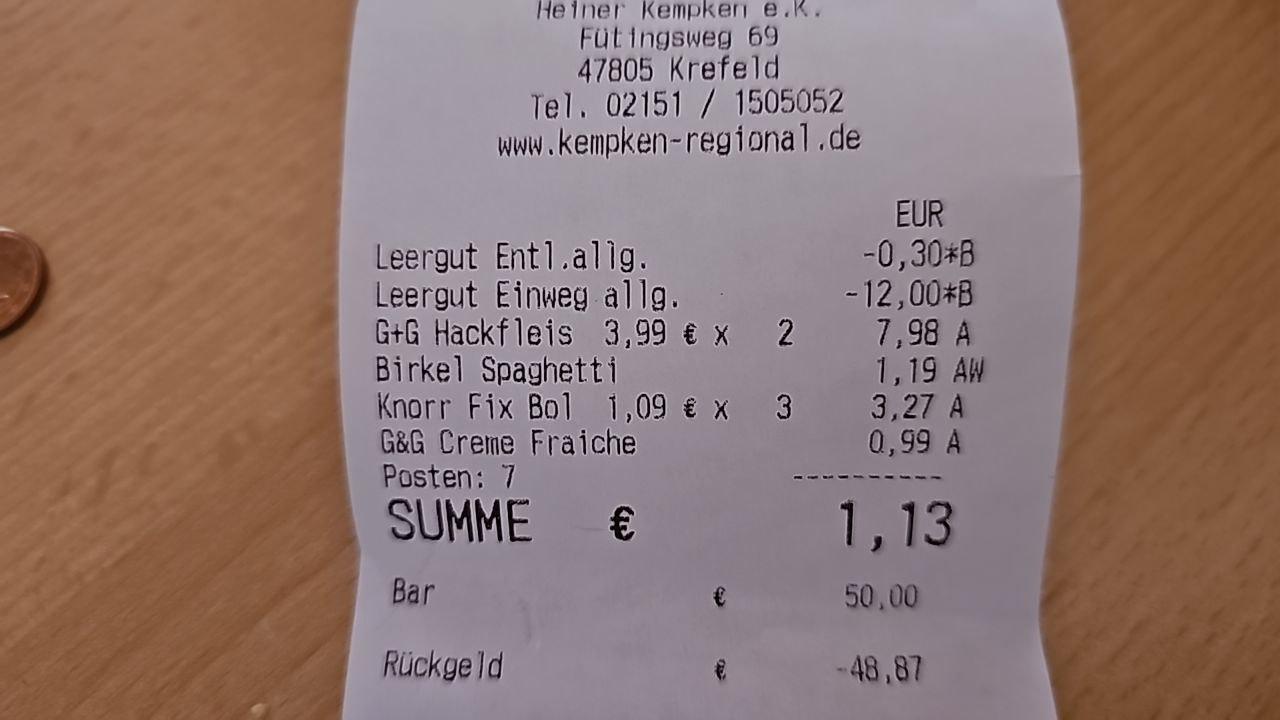 Heiner Kempken e.K.
Fütingsweg 69
47805 Krefeld
Tel. 02151 / 1505052
www.kempken-regional.de
EUR
Leergut Entl.allg. -0,30*B
Leergut Einweg allg. -12,00*B
G+G Hackfleis 3,99 € x 2 7,98 A
Birkel Spaghetti 1,19 AW
Knorr Fix Bol 1,09 € x 3 3,27 A
G&G Creme Fraiche 0,99 A
Posten: 7 ----------
SUMME € 1,13
Bar € 50,00
Rückgeld € -48,87